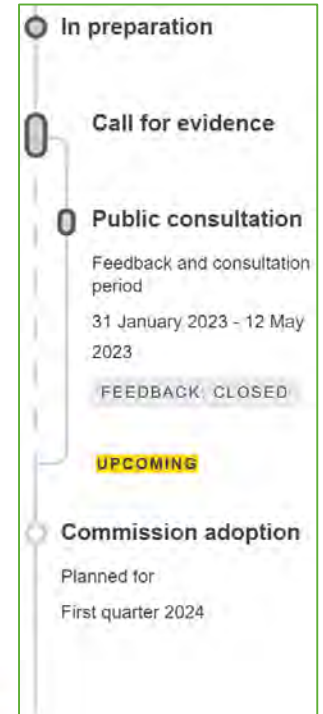 In preparation
Call for evidence
Public consultation
Feedback and consultation
period
31 January 2023 - 12 May
2023
FEEDBACK: CLOSED
UPCOMING
Commission adoption
Planned for
First quarter 2024